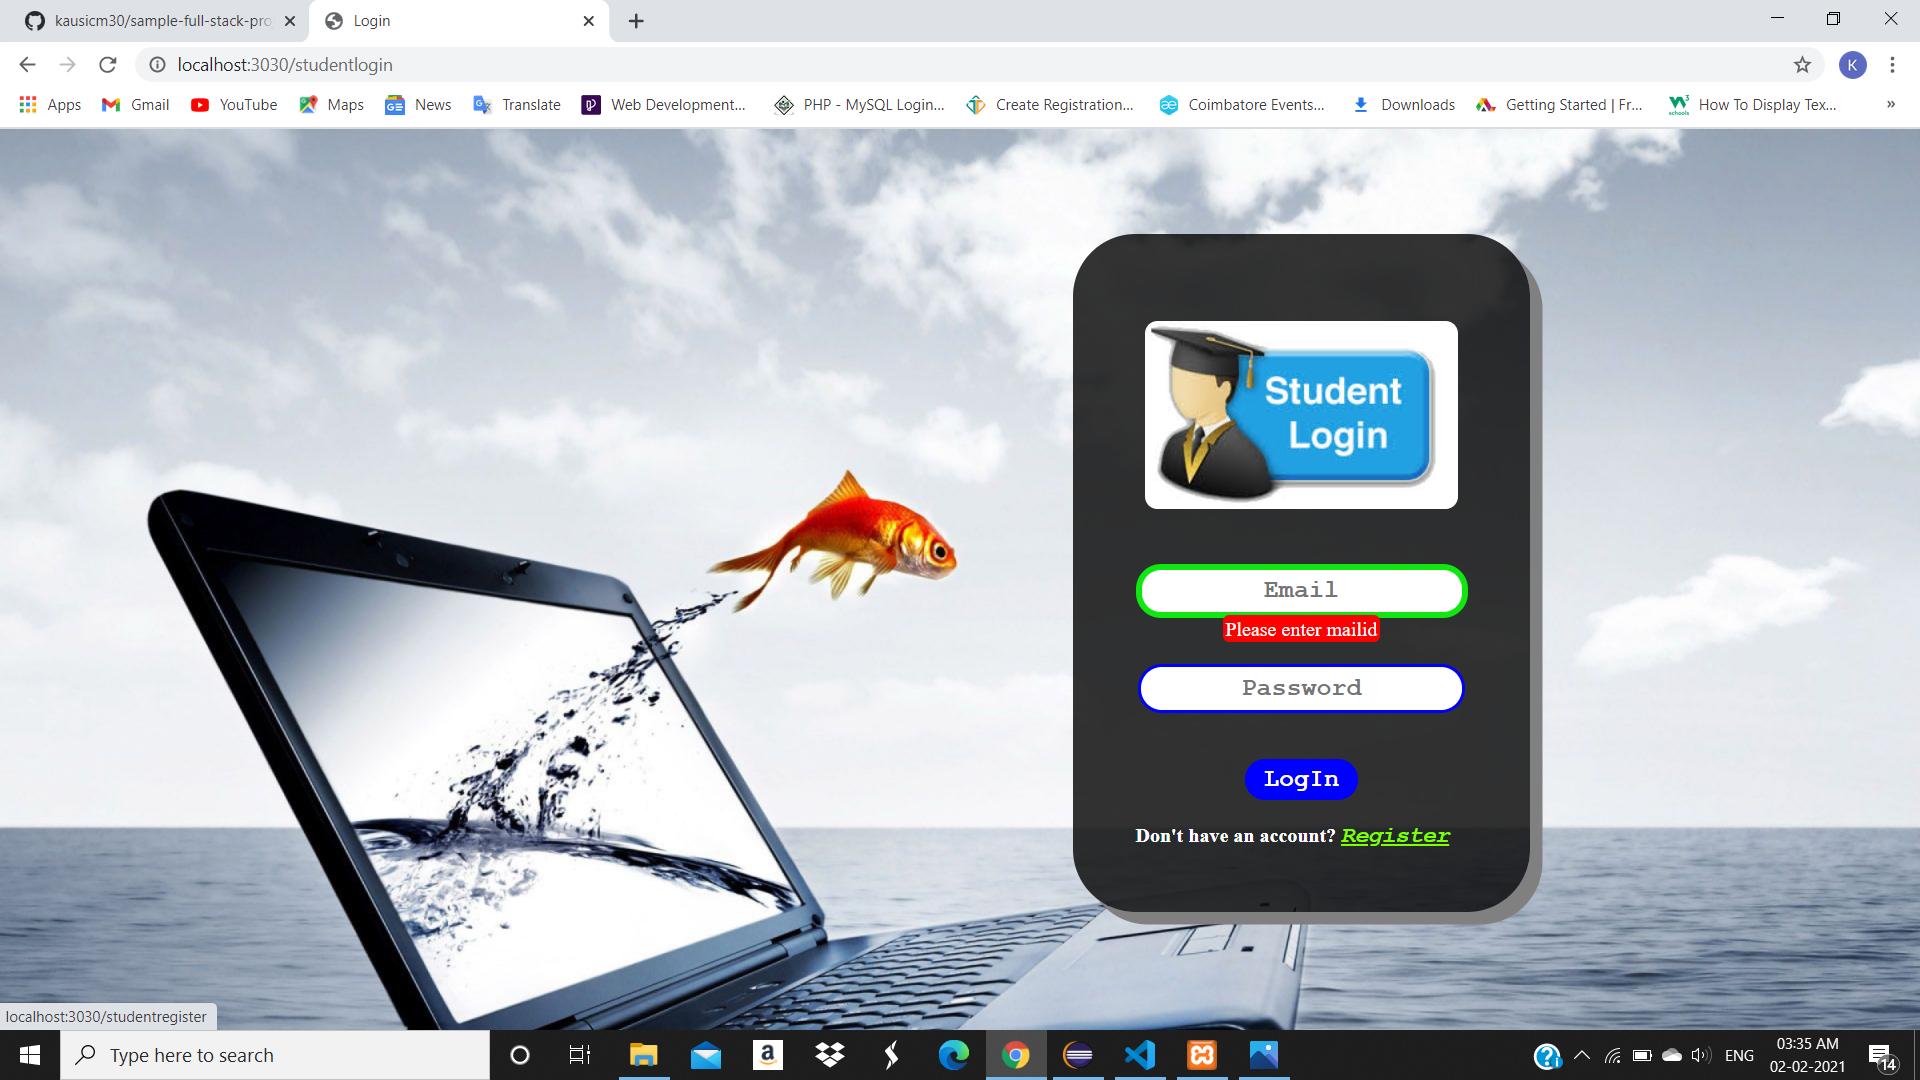 kausicm30/sample-full-stack-pro
Login
localhost:3030/studentlogin
K
Apps
Gmail
YouTube
Maps
News
Translate
Web Development...
PHP - MySQL Login...
Create Registration...
Coimbatore Events...
Downloads
Getting Started | Fr...
How To Display Tex...
»
Student
Login
Email
Please enter mailid
Password
LogIn
Don't have an account? Register
localhost:3030/studentregister
Type here to search
ENG
03:35 AM
02-02-2021
14